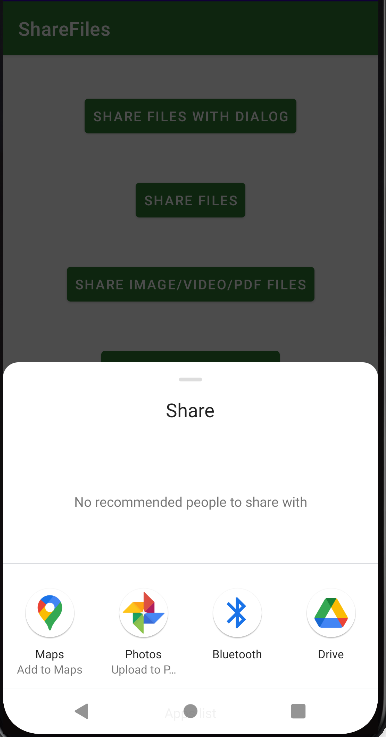 ShareFiles
SHARE FILES WITH DIALOG
SHARE FILES
SHARE IMAGE/VIDEO/PDF FILES
Share
No recommended people to share with
Maps
Add to Maps
Photos
Upload to P...
Bluetooth
Drive
Apps list